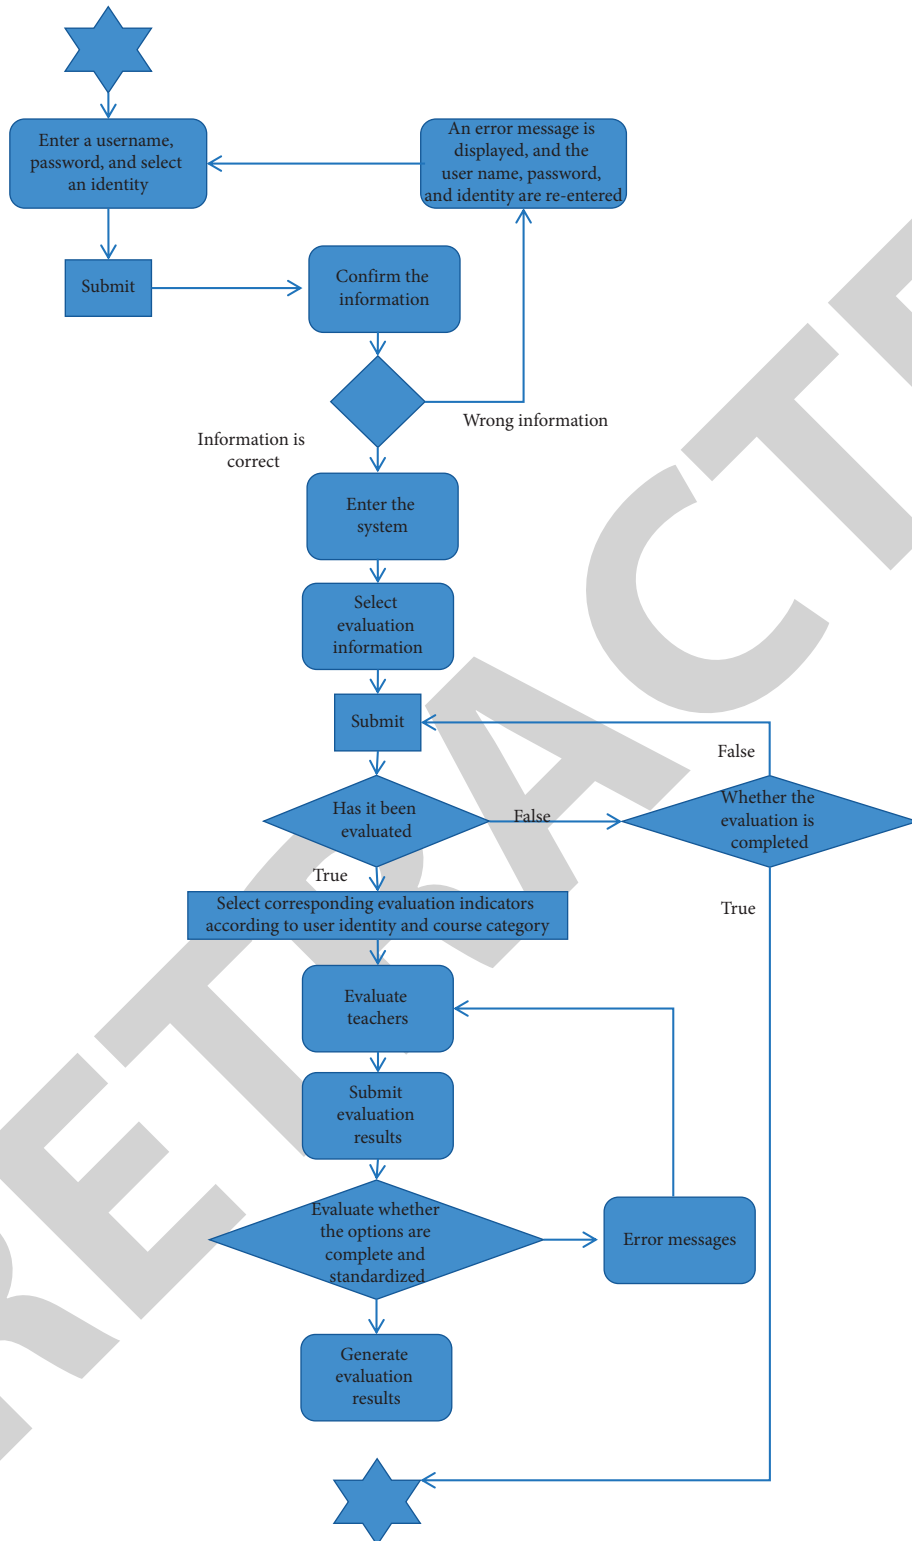 Enter a username,
password, and select
an identity
An error message is
displayed, and the
user name, password,
and identity are re-entered
Submit
Confirm the
information
Wrong information
Information is
correct
Enter the
system
Select
evaluation
information
Submit
False
Has it been
evaluated
False
Whether the
evaluation is
completed
True
True
Select corresponding evaluation indicators
according to user identity and course category
Evaluate
teachers
Submit
evaluation
results
Evaluate whether
the options are
complete and
standardized
Error messages
Generate
evaluation
results
RETRACTE